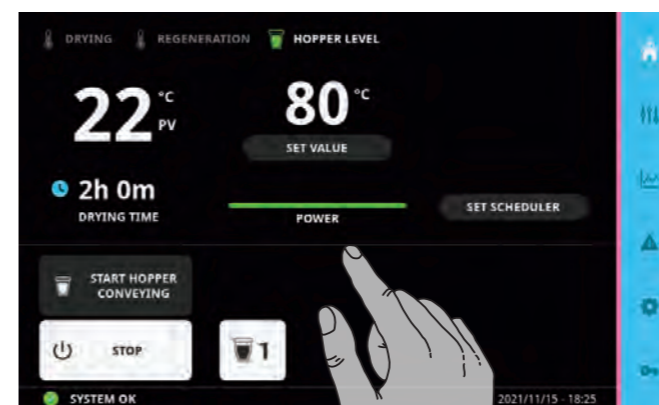 DRYING REGENERATION HOPPER LEVEL
22 °C PV
80 °C
SET VALUE
2h 0m
DRYING TIME
POWER
SET SCHEDULER
START HOPPER
CONVEYING
STOP
1
SYSTEM OK
2021/11/15 - 18:25